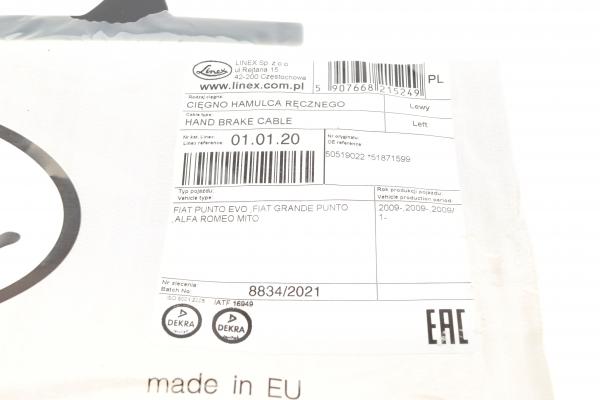 Linex
LINEX Sp. z o.o.
ul.Rejtana 15
42-200 Częstochowa
www.linex.com.pl
5 907668 215249
PL
Rodzaj cięgna:
CIĘGNO HAMULCA RĘCZNEGO
Lewy
Cable type:
HAND BRAKE CABLE
Left
Nr kat. Linex:
Linex reference
01.01.20
Nr oryginału:
OE reference
50519022 *51871599
Typ pojazdu:
Vehicle type:
Rok produkcji pojazdu
Vehicle production period:
FIAT PUNTO EVO ,FIAT GRANDE PUNTO
,ALFA ROMEO MITO
2009-,2009-,2009/
1-
Nr zlecenia:
Batch No:
8834/2021
IATF 16949
DEKRA
DEKRA
EAC
made in EU